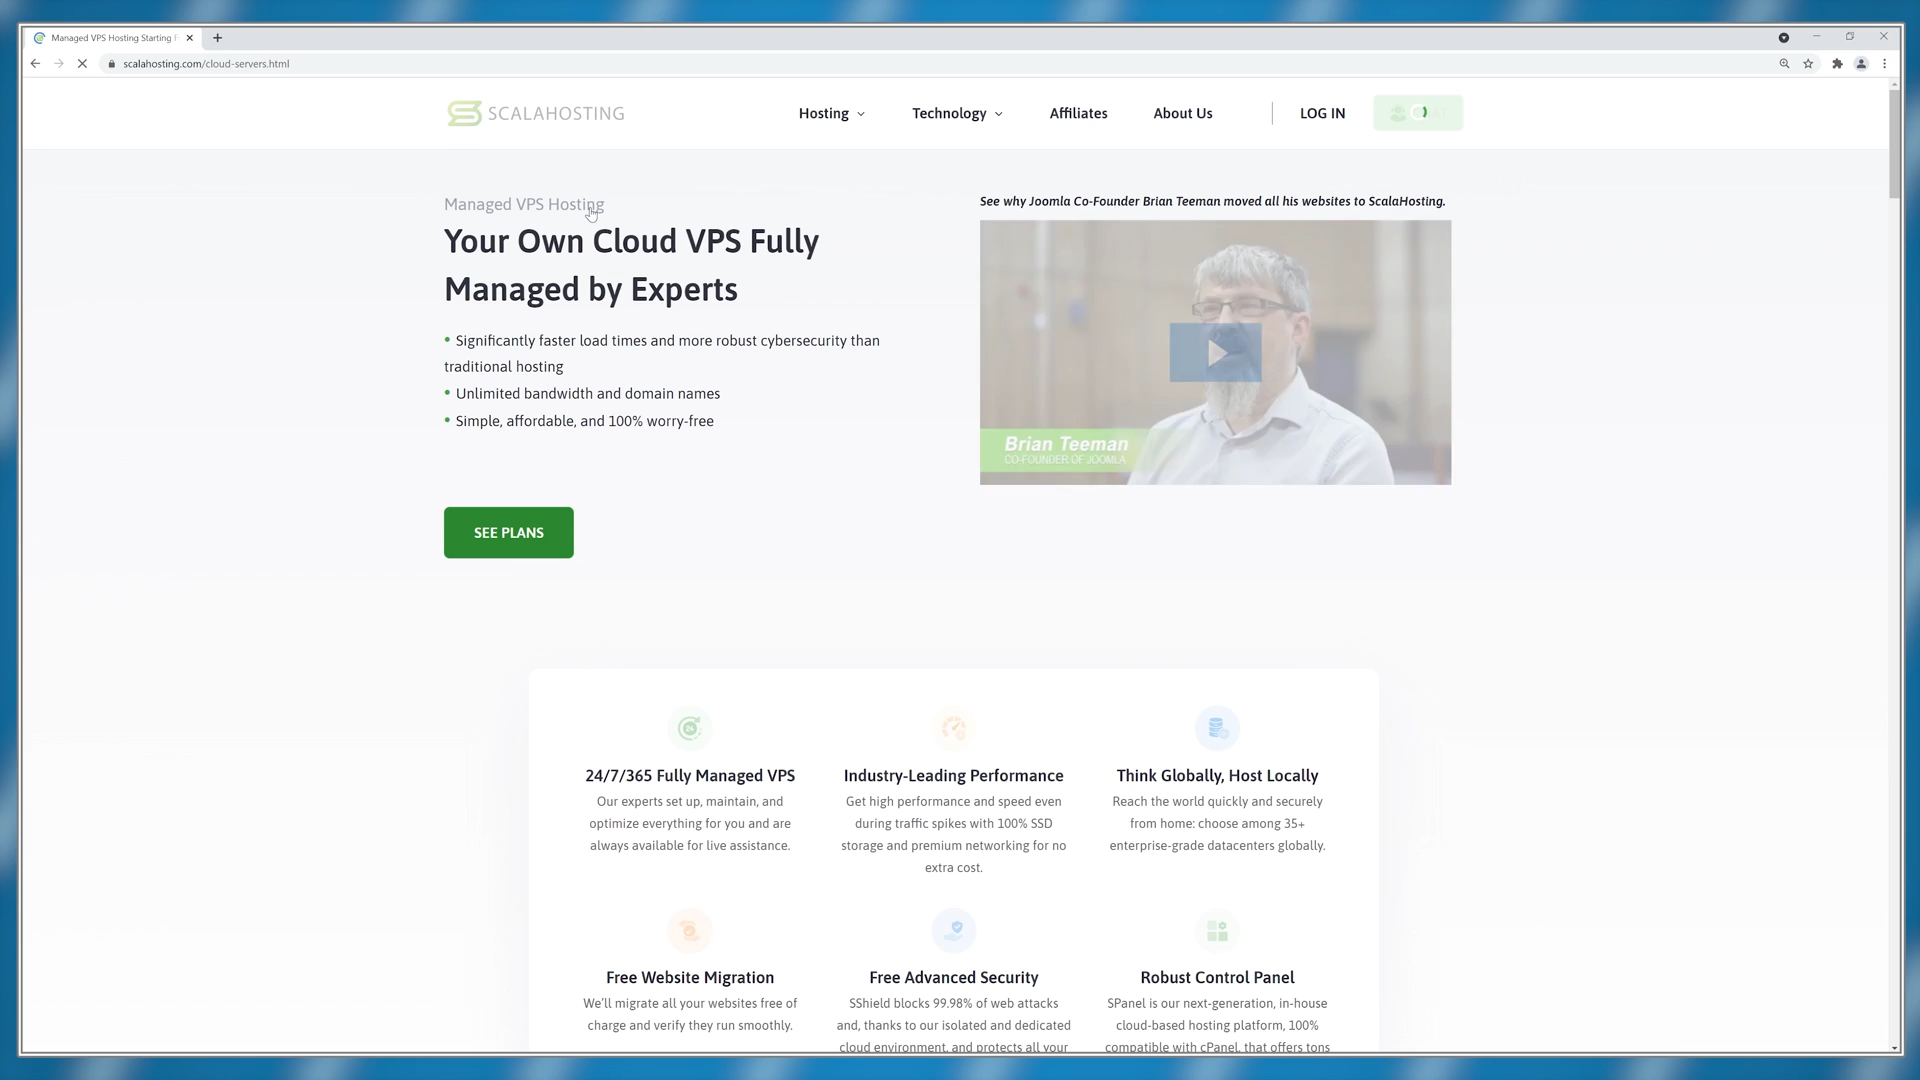 Managed VPS Hosting Starting
scalahosting.com/cloud-servers.html
SCALAHOSTING
Hosting
Technology
Affiliates
About Us
LOG IN
Managed VPS Hosting
Your Own Cloud VPS Fully
Managed by Experts
• Significantly faster load times and more robust cybersecurity than
traditional hosting
• Unlimited bandwidth and domain names
• Simple, affordable, and 100% worry-free
SEE PLANS
See why Joomla Co-Founder Brian Teeman moved all his websites to ScalaHosting.
Brian Teeman
CO-FOUNDER OF JOOMLA
24/7/365 Fully Managed VPS
Our experts set up, maintain, and
optimize everything for you and are
always available for live assistance.
Industry-Leading Performance
Get high performance and speed even
during traffic spikes with 100% SSD
storage and premium networking for no
extra cost.
Think Globally, Host Locally
Reach the world quickly and securely
from home: choose among 35+
enterprise-grade datacenters globally.
Free Website Migration
We'll migrate all your websites free of
charge and verify they run smoothly.
Free Advanced Security
SShield blocks 99.98% of web attacks
and, thanks to our isolated and dedicated
cloud environment, and protects all your
Robust Control Panel
SPanel is our next-generation, in-house
cloud-based hosting platform, 100%
compatible with cPanel, that offers tons